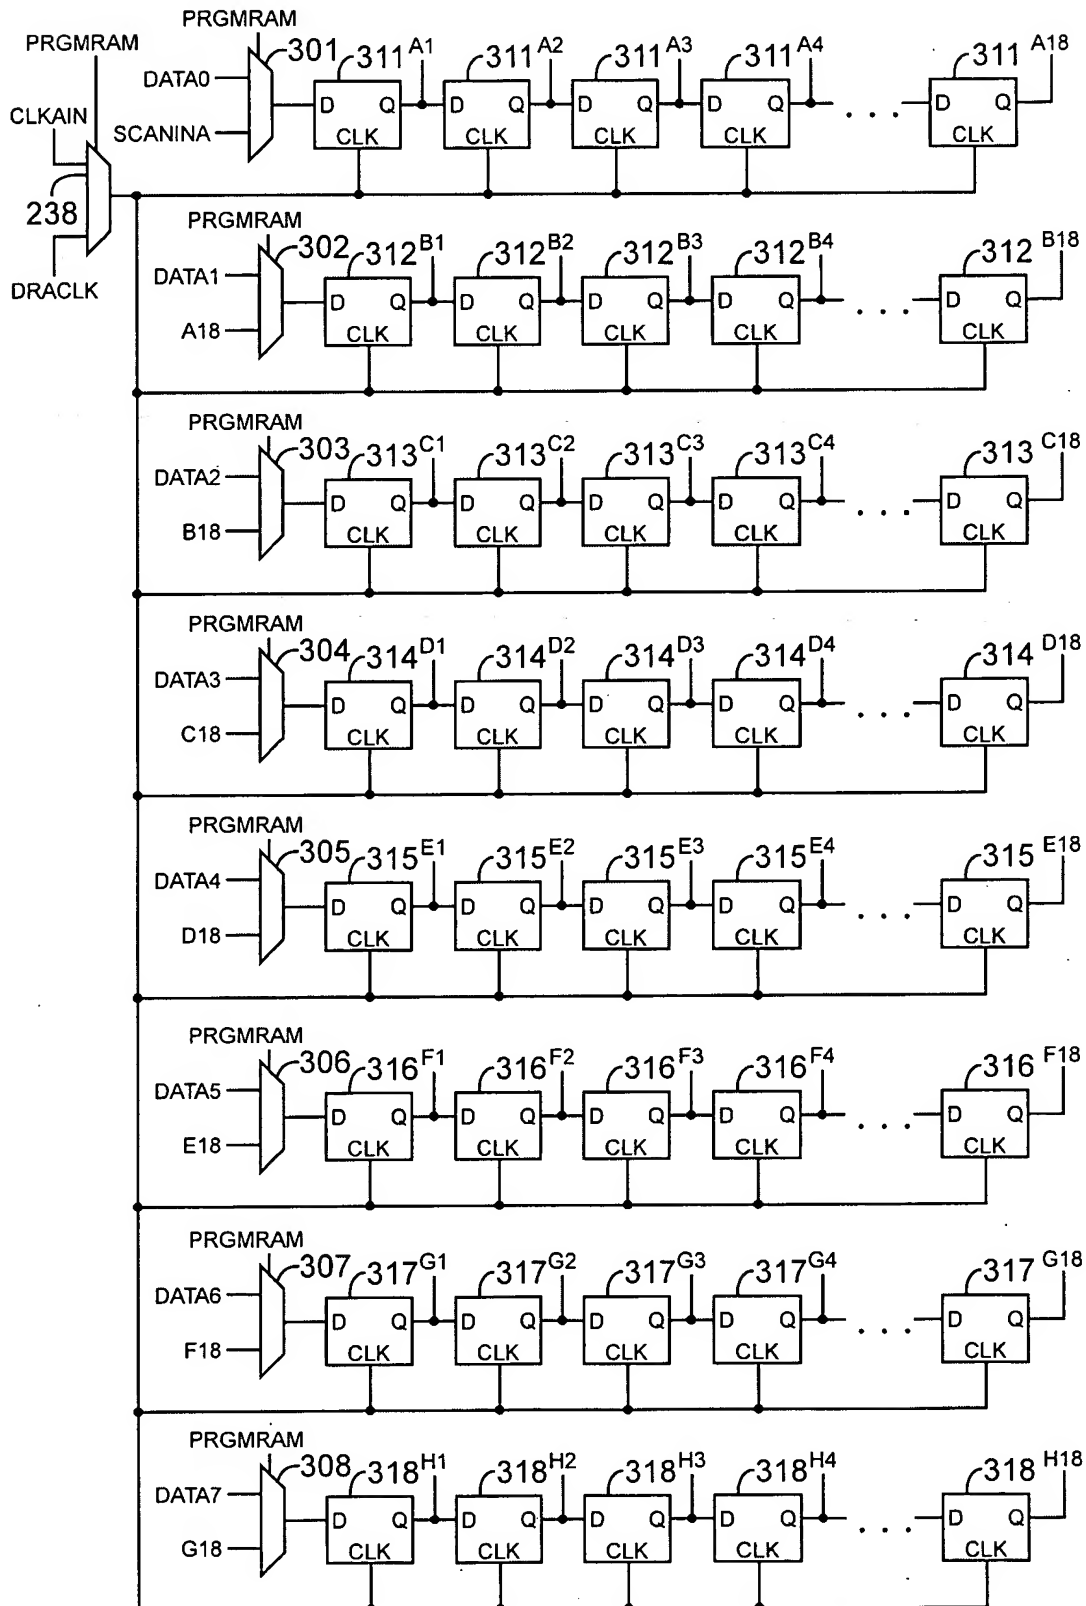 PRGMRAM
PRGMRAM
301 311 A1 311 A2 311 A3 311 A4 311 A18
DATA0
D Q D Q D Q D Q . . . D Q
CLKAIN
SCANINA
CLK CLK CLK CLK CLK
238
DRACLK
PRGMRAM
302 312 B1 312 B2 312 B3 312 B4 312 B18
DATA1
D Q D Q D Q D Q . . . D Q
A18
CLK CLK CLK CLK CLK
PRGMRAM
303 313 C1 313 C2 313 C3 313 C4 313 C18
DATA2
D Q D Q D Q D Q . . . D Q
B18
CLK CLK CLK CLK CLK
PRGMRAM
304 314 D1 314 D2 314 D3 314 D4 314 D18
DATA3
D Q D Q D Q D Q . . . D Q
C18
CLK CLK CLK CLK CLK
PRGMRAM
305 315 E1 315 E2 315 E3 315 E4 315 E18
DATA4
D Q D Q D Q D Q . . . D Q
D18
CLK CLK CLK CLK CLK
PRGMRAM
306 316 F1 316 F2 316 F3 316 F4 316 F18
DATA5
D Q D Q D Q D Q . . . D Q
E18
CLK CLK CLK CLK CLK
PRGMRAM
307 317 G1 317 G2 317 G3 317 G4 317 G18
DATA6
D Q D Q D Q D Q . . . D Q
F18
CLK CLK CLK CLK CLK
PRGMRAM
308 318 H1 318 H2 318 H3 318 H4 318 H18
DATA7
D Q D Q D Q D Q . . . D Q
G18
CLK CLK CLK CLK CLK